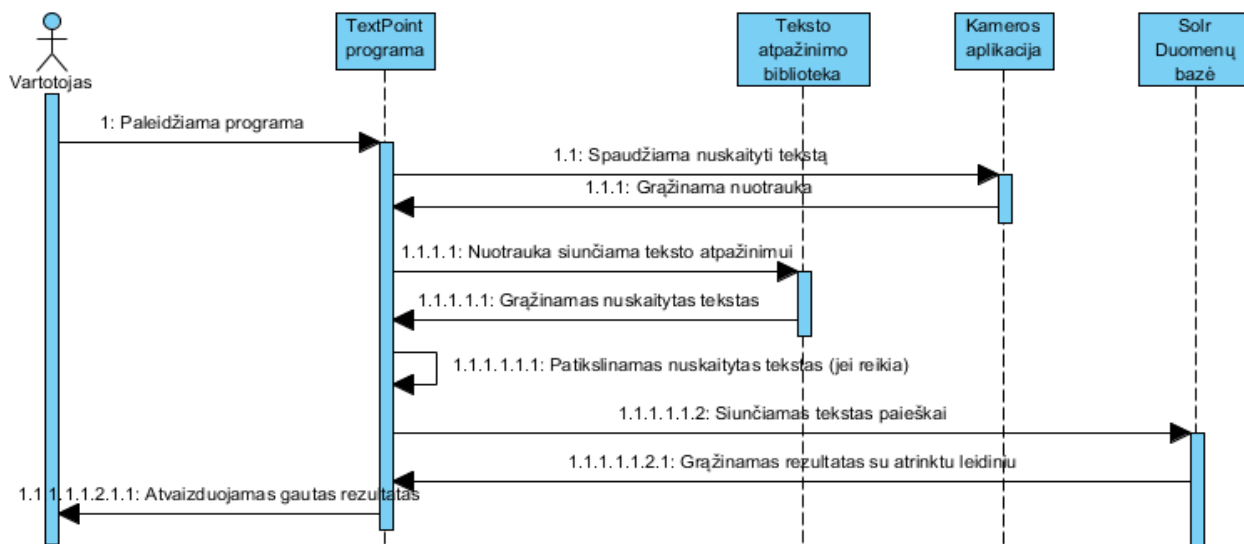 Vartotojas
TextPoint
programa
Teksto
atpažinimo
biblioteka
Kameros
aplikacija
Solr
Duomenų
bazė
1: Paleidžiama programa
1.1: Spaudžiama nuskaityti tekstą
1.1.1: Grąžinama nuotrauka
1.1.1.1: Nuotrauka siunčiama teksto atpažinimui
1.1.1.1.1: Grąžinamas nuskaitytas tekstas
1.1.1.1.1.1: Patikslinamas nuskaitytas tekstas (jei reikia)
1.1.1.1.1.2: Siunčiamas tekstas paieškai
1.1.1.1.1.2.1: Grąžinamas rezultatas su atrinktu leidiniu
1.1.1.1.1.2.1.1: Atvaizduojamas gautas rezultatas